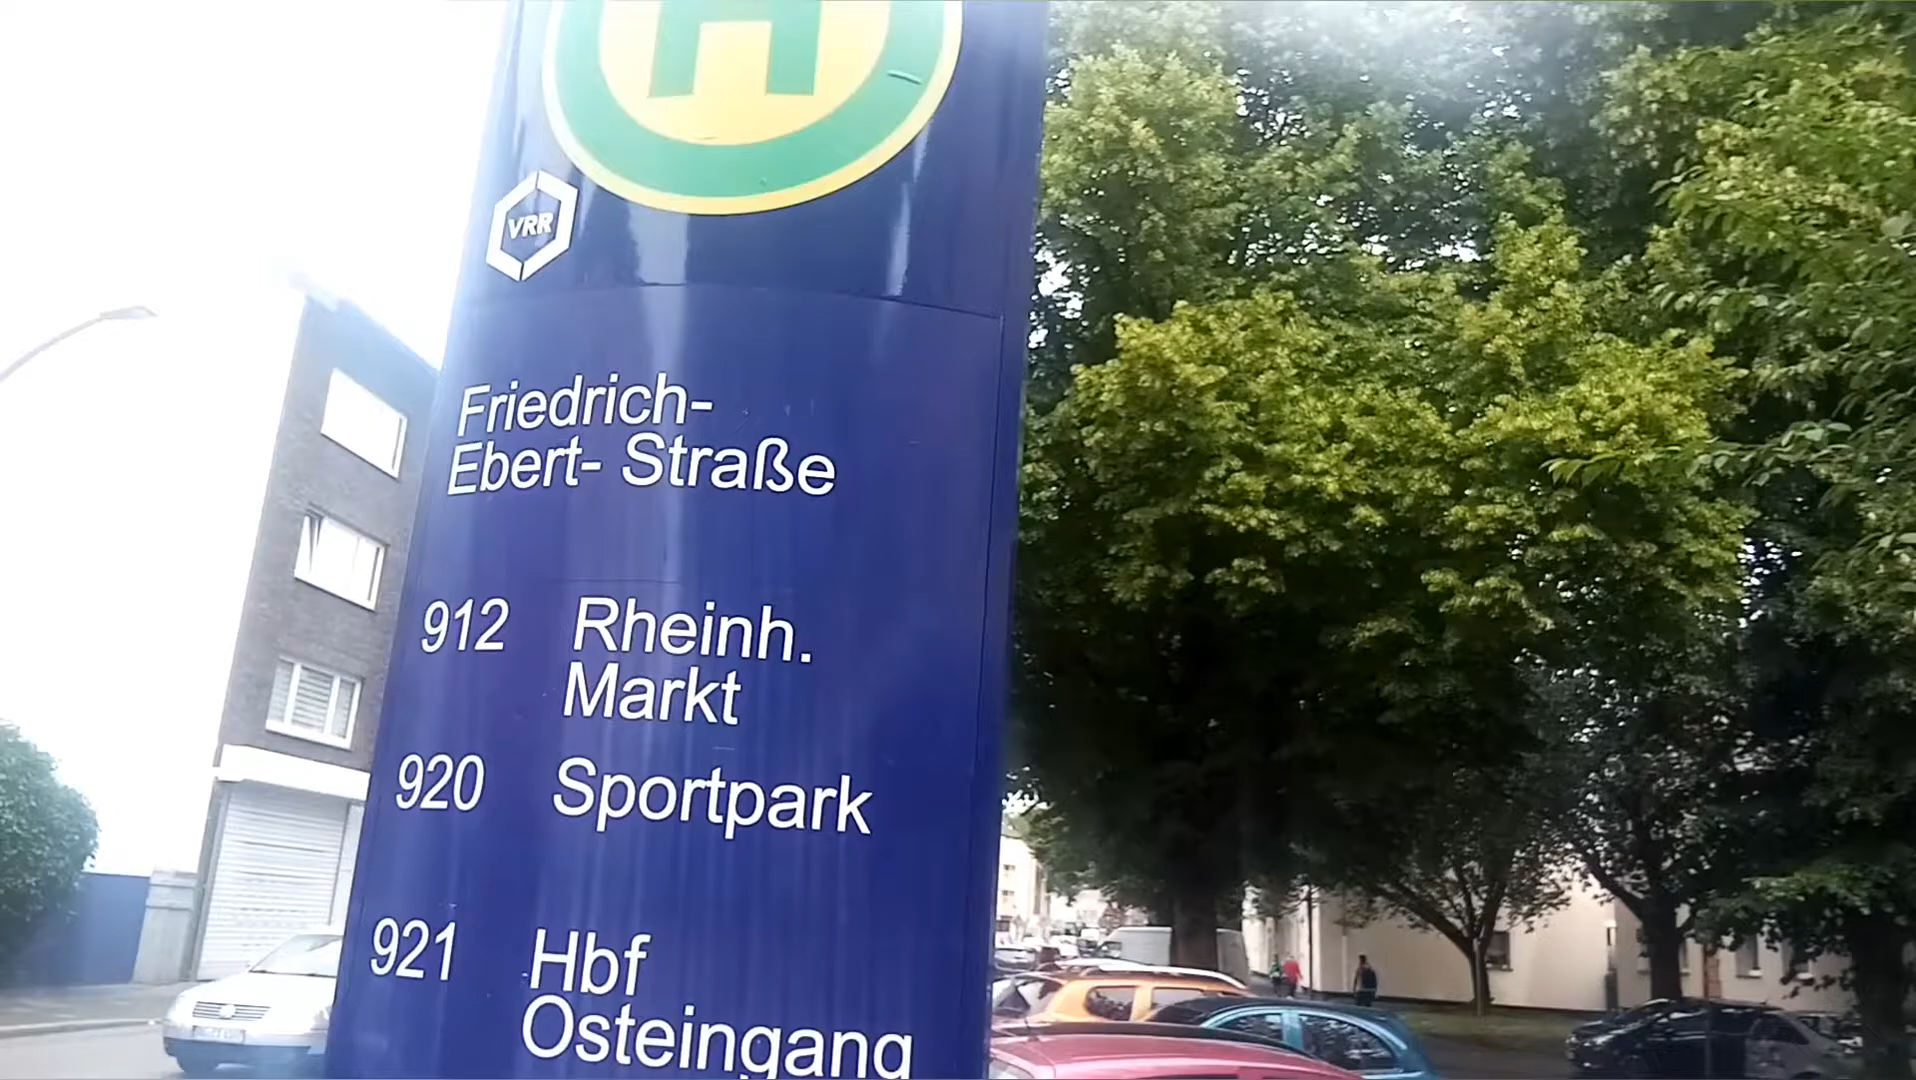 H
VRR
Friedrich-
Ebert- Straße
912 Rheinh.
Markt
920 Sportpark
921 Hbf
Osteingang